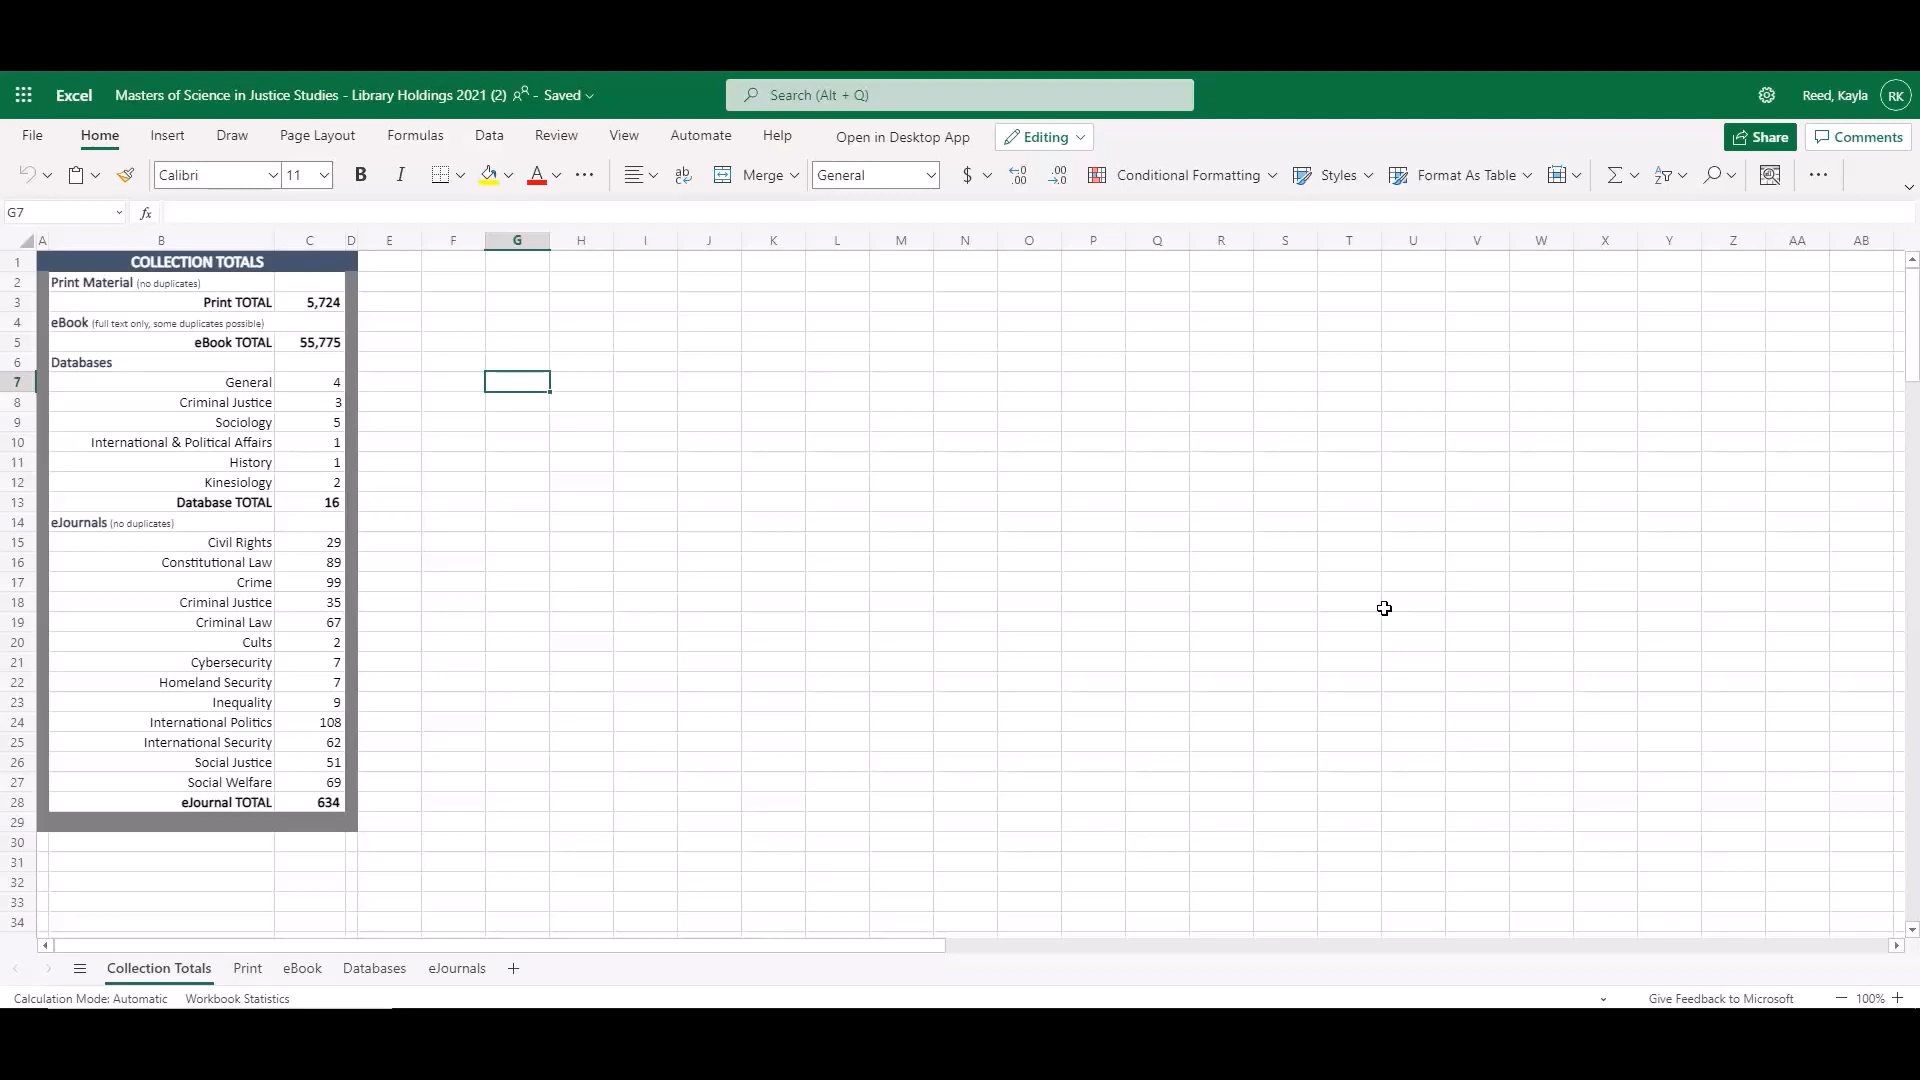 Excel Masters of Science in Justice Studies - Library Holdings 2021 (2) - Saved Search (Alt + Q) Reed, Kayla RK
File Home Insert Draw Page Layout Formulas Data Review View Automate Help Open in Desktop App Editing Share Comments
Calibri 11 B I A ab Merge General $ .00 .00 Conditional Formatting Styles Format As Table
G7 fx
A B C D E F G H I J K L M N O P Q R S T U V W X Y Z AA AB
1 COLLECTION TOTALS
2 Print Material (no duplicates)
3 Print TOTAL 5,724
4 eBook (full text only, some duplicates possible)
5 eBook TOTAL 55,775
6 Databases
7 General 4
8 Criminal Justice 3
9 Sociology 5
10 International & Political Affairs 1
11 History 1
12 Kinesiology 2
13 Database TOTAL 16
14 eJournals (no duplicates)
15 Civil Rights 29
16 Constitutional Law 89
17 Crime 99
18 Criminal Justice 35
19 Criminal Law 67
20 Cults 2
21 Cybersecurity 7
22 Homeland Security 7
23 Inequality 9
24 International Politics 108
25 International Security 62
26 Social Justice 51
27 Social Welfare 69
28 eJournal TOTAL 634
29
30
31
32
33
34
Collection Totals Print eBook Databases eJournals
Calculation Mode: Automatic Workbook Statistics Give Feedback to Microsoft 100%